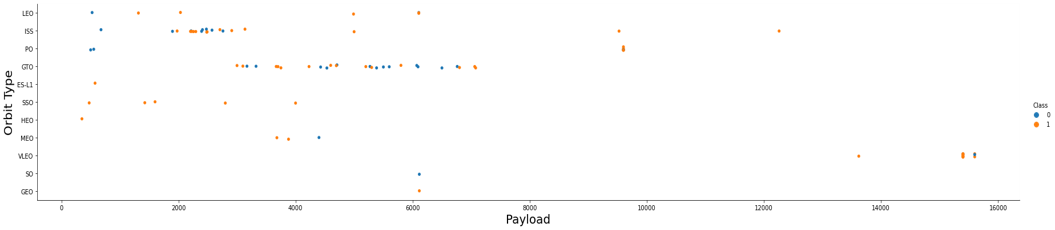 Orbit Type
LEO
ISS
PO
GTO
ES-L1
SSO
HEO
MEO
VLEO
SO
GEO
0
2000
4000
6000
8000
10000
12000
14000
16000
Payload
Class
0
1